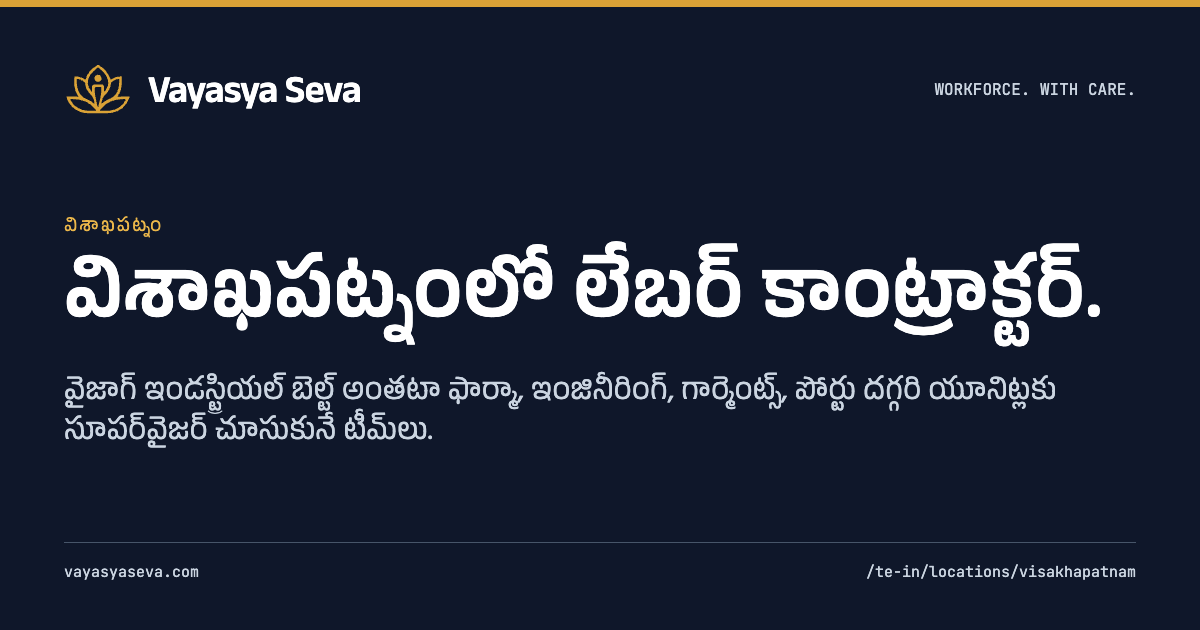 Vayasya Seva
WORKFORCE. WITH CARE.
విశాఖపట్నం
విశాఖపట్నంలో లేబర్ కాంట్రాక్టర్.
వైజాగ్ ఇండస్ట్రియల్ బెల్ట్ అంతటా ఫార్మా, ఇంజినీరింగ్, గార్మెంట్స్, పోర్టు దగ్గరి యూనిట్లకు
సూపర్‌వైజర్ చూసుకునే టీమ్‌లు.
vayasyaseva.com
/te-in/locations/visakhapatnam